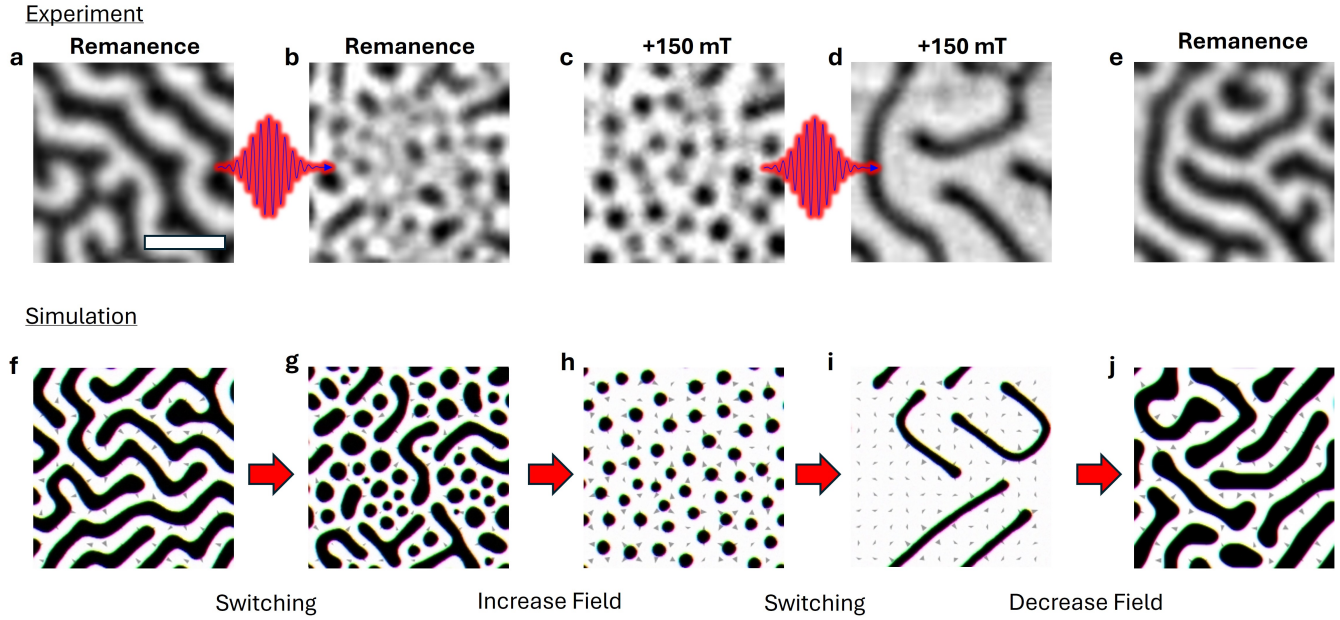 Experiment
a Remanence
b Remanence
c +150 mT
d +150 mT
e Remanence
Simulation
f
g
h
i
j
Switching
Increase Field
Switching
Decrease Field